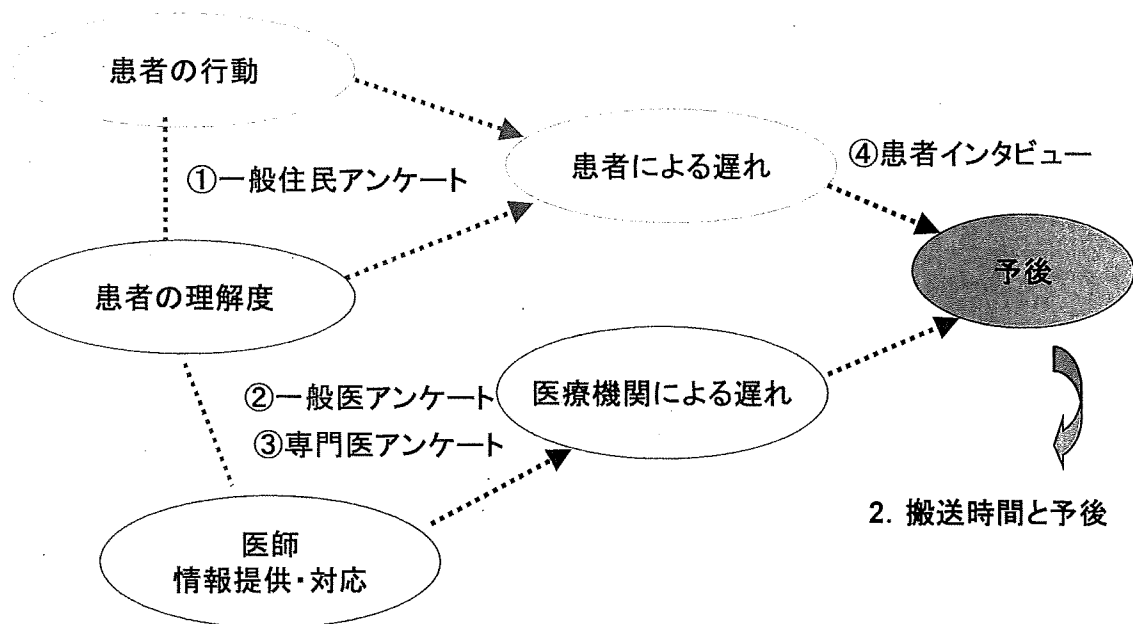 患者の行動
①一般住民アンケート
患者による遅れ
④患者インタビュー
患者の理解度
予後
②一般医アンケート
③専門医アンケート
医療機関による遅れ
医師
情報提供・対応
2. 搬送時間と予後